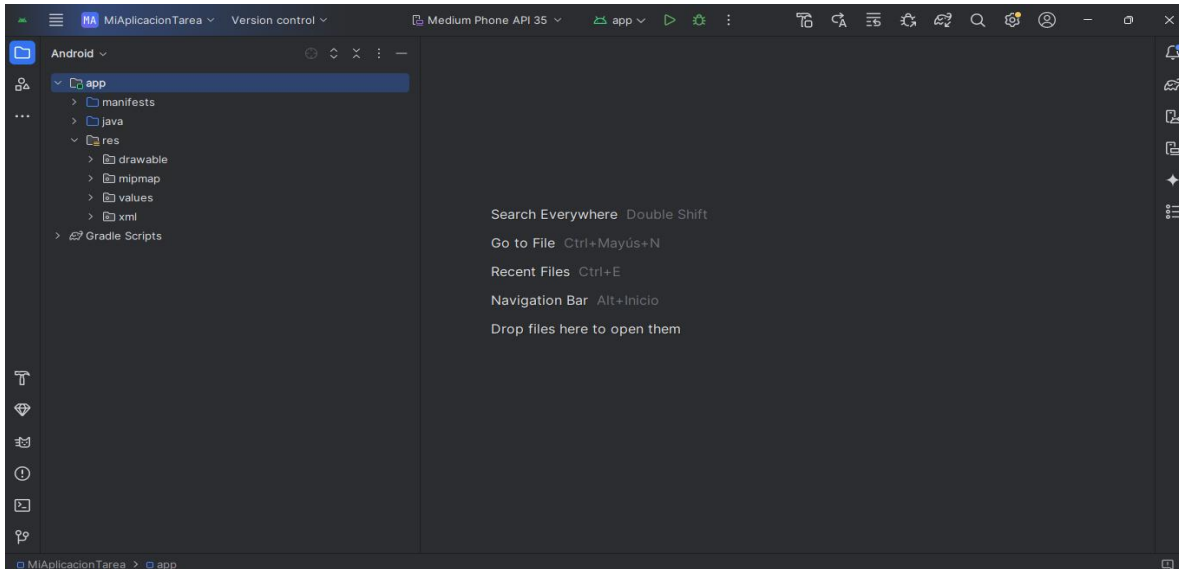 MA MiAplicacionTarea Version control Medium Phone API 35 app
Android
app
manifests
java
res
drawable
mipmap
values
xml
Gradle Scripts
Search Everywhere Double Shift
Go to File Ctrl+Mayús+N
Recent Files Ctrl+E
Navigation Bar Alt+Inicio
Drop files here to open them
MiAplicacionTarea > app